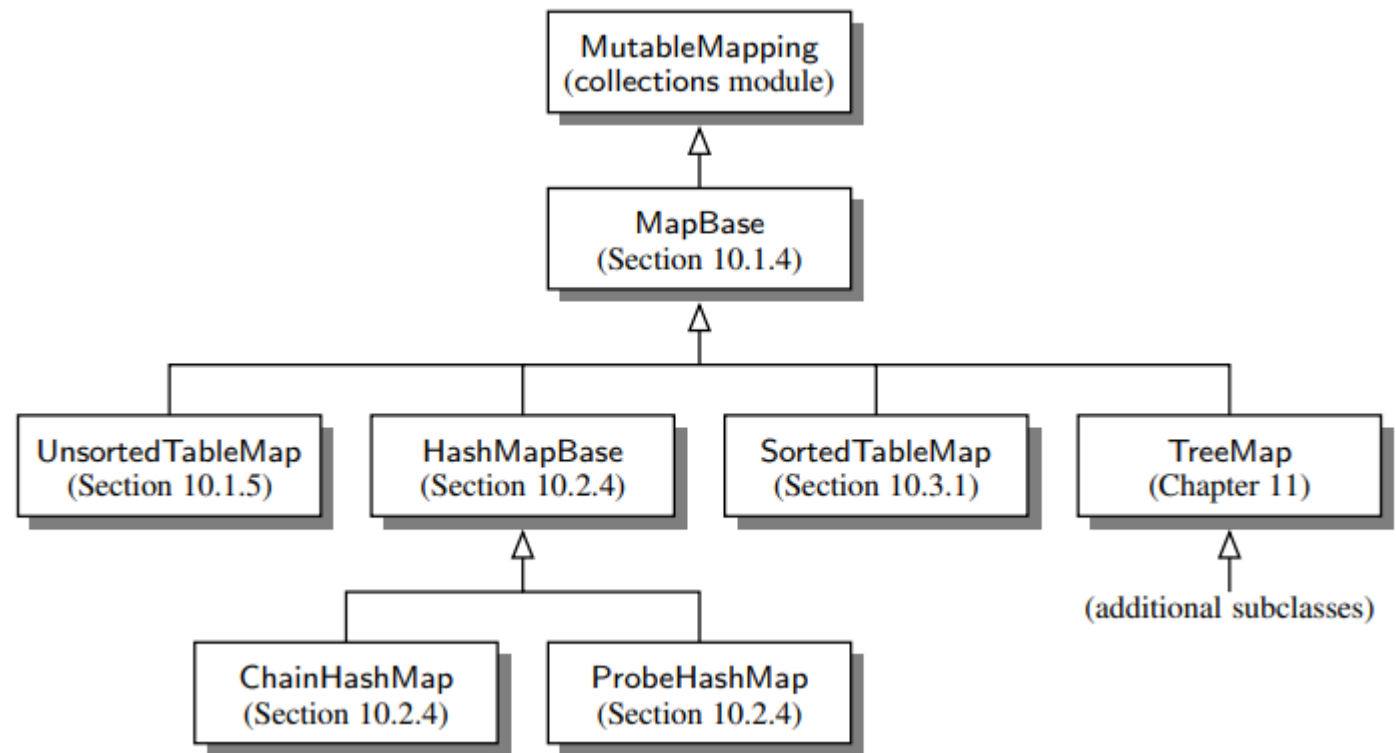 MutableMapping
(collections module)
MapBase
(Section 10.1.4)
UnsortedTableMap
(Section 10.1.5)
HashMapBase
(Section 10.2.4)
SortedTableMap
(Section 10.3.1)
TreeMap
(Chapter 11)
(additional subclasses)
ChainHashMap
(Section 10.2.4)
ProbeHashMap
(Section 10.2.4)